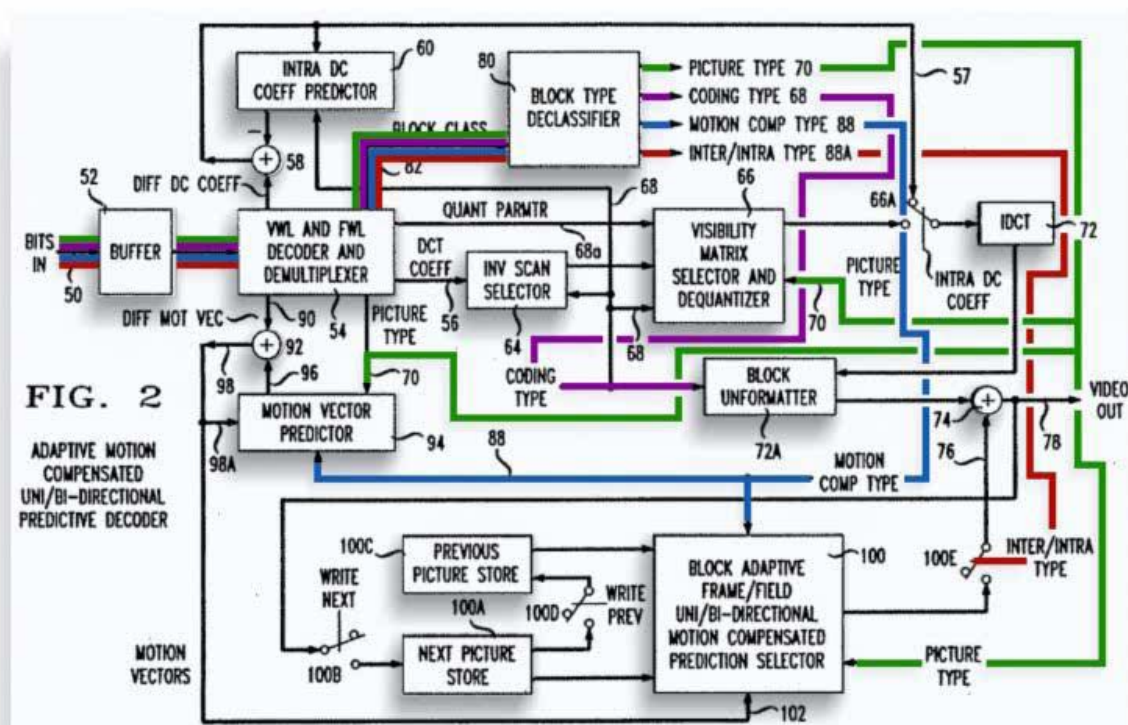 60
INTRA DC
COEFF PREDICTOR
80
BLOCK TYPE
DECLASSIFIER
PICTURE TYPE 70
CODING TYPE 68
MOTION COMP TYPE 88
INTER/INTRA TYPE 88A
57
BLOCK CLASS
82
58
DIFF DC COEFF
68
66
66A
52
BITS
IN
50
BUFFER
VWL AND FWL
DECODER AND
DEMULTIPLEXER
54
QUANT PARMTR
68a
DCT
COEFF
56
INV SCAN
SELECTOR
64
VISIBILITY
MATRIX
SELECTOR AND
DEQUANTIZER
68
70
PICTURE
TYPE
INTRA DC
COEFF
IDCT
72
DIFF MOT VEC
90
PICTURE
TYPE
92
98
96
70
CODING
TYPE
BLOCK
UNFORMATTER
72A
74
76
78
VIDEO
OUT
FIG. 2
ADAPTIVE MOTION
COMPENSATED
UNI/BI-DIRECTIONAL
PREDICTIVE DECODER
98A
MOTION VECTOR
PREDICTOR
94
88
MOTION
COMP TYPE
100C
PREVIOUS
PICTURE STORE
WRITE
NEXT
100B
100A
NEXT PICTURE
STORE
100D
WRITE
PREV
100
BLOCK ADAPTIVE
FRAME/FIELD
UNI/BI-DIRECTIONAL
MOTION COMPENSATED
PREDICTION SELECTOR
100E
INTER/INTRA
TYPE
MOTION
VECTORS
PICTURE
TYPE
102